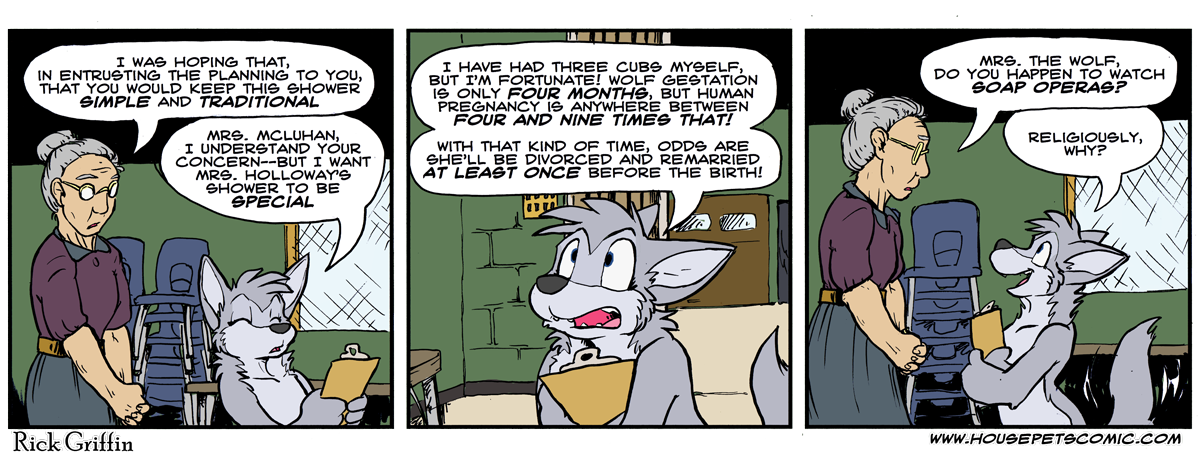 I WAS HOPING THAT,
IN ENTRUSTING THE PLANNING TO YOU,
THAT YOU WOULD KEEP THIS SHOWER
SIMPLE AND TRADITIONAL
MRS. MCLUHAN,
I UNDERSTAND YOUR
CONCERN--BUT I WANT
MRS. HOLLOWAY'S
SHOWER TO BE
SPECIAL
I HAVE HAD THREE CUBS MYSELF,
BUT I'M FORTUNATE! WOLF GESTATION
IS ONLY FOUR MONTHS, BUT HUMAN
PREGNANCY IS ANYWHERE BETWEEN
FOUR AND NINE TIMES THAT!
WITH THAT KIND OF TIME, ODDS ARE
SHE'LL BE DIVORCED AND REMARRIED
AT LEAST ONCE BEFORE THE BIRTH!
MRS. THE WOLF,
DO YOU HAPPEN TO WATCH
SOAP OPERAS?
RELIGIOUSLY,
WHY?
Rick Griffin
WWW.HOUSEPETSCOMIC.COM